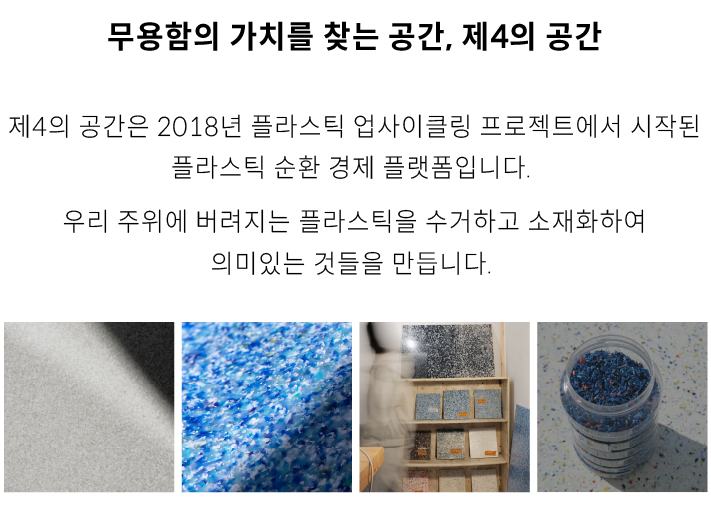 무용함의 가치를 찾는 공간, 제4의 공간
제4의 공간은 2018년 플라스틱 업사이클링 프로젝트에서 시작된
플라스틱 순환 경제 플랫폼입니다.
우리 주위에 버려지는 플라스틱을 수거하고 소재화하여
의미있는 것들을 만듭니다.